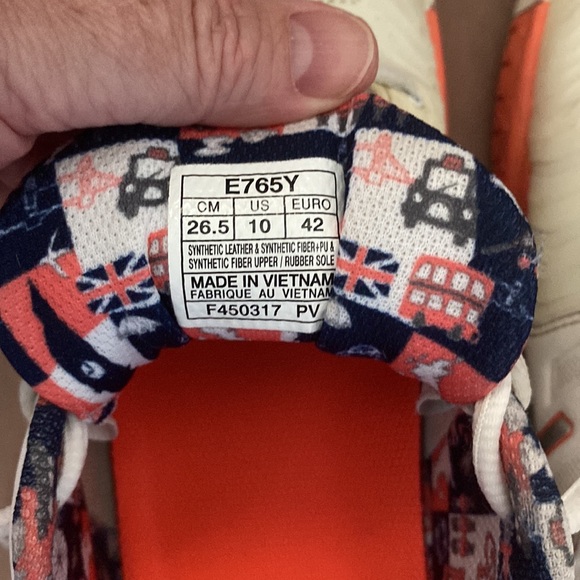 E765Y
CM US EURO
26.5 10 42
SYNTHETIC LEATHER & SYNTHETIC FIBER+PU &
SYNTHETIC FIBER UPPER / RUBBER SOLE
MADE IN VIETNAM
FABRIQUE AU VIETNAM
F450317 PV